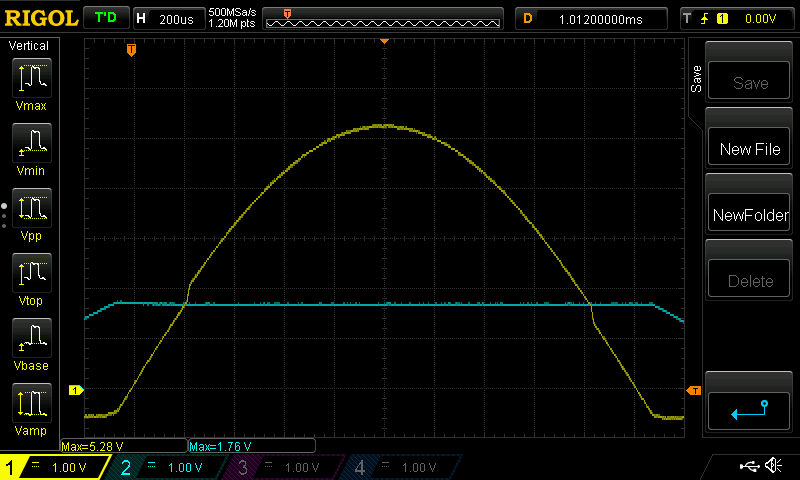 RIGOL T'D H 200us 500MSa/s D 1.01200000ms T 1 0.00V
1.20M pts
T
Vertical
Vmax
Vmin
Vpp
Vtop
Vbase
Vamp
T
1
T
Save
Save
New File
NewFolder
Delete
Max=5.28 V Max=1.76 V
1 1.00 V 2 1.00 V 3 1.00 V 4 1.00 V